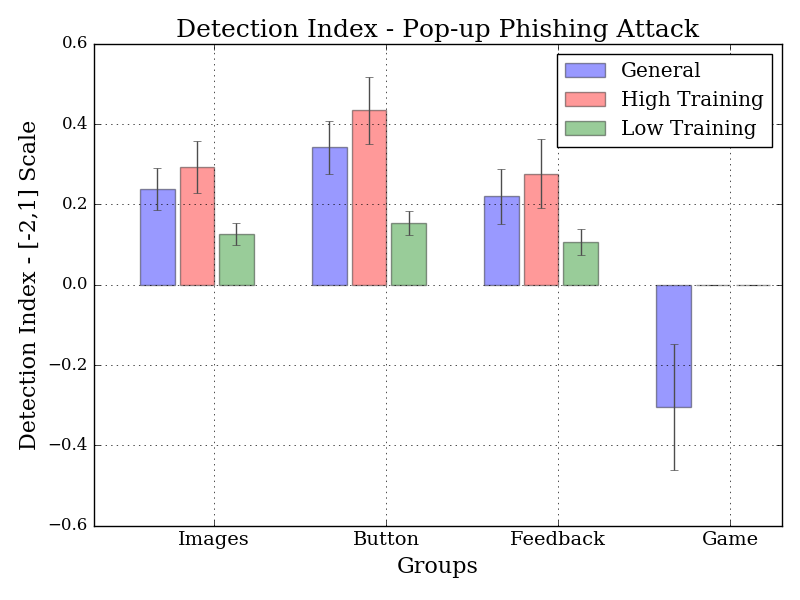 Detection Index - Pop-up Phishing Attack
General
High Training
Low Training
Detection Index - [-2,1] Scale
0.6
0.4
0.2
0.0
−0.2
−0.4
−0.6
Images Button Feedback Game
Groups